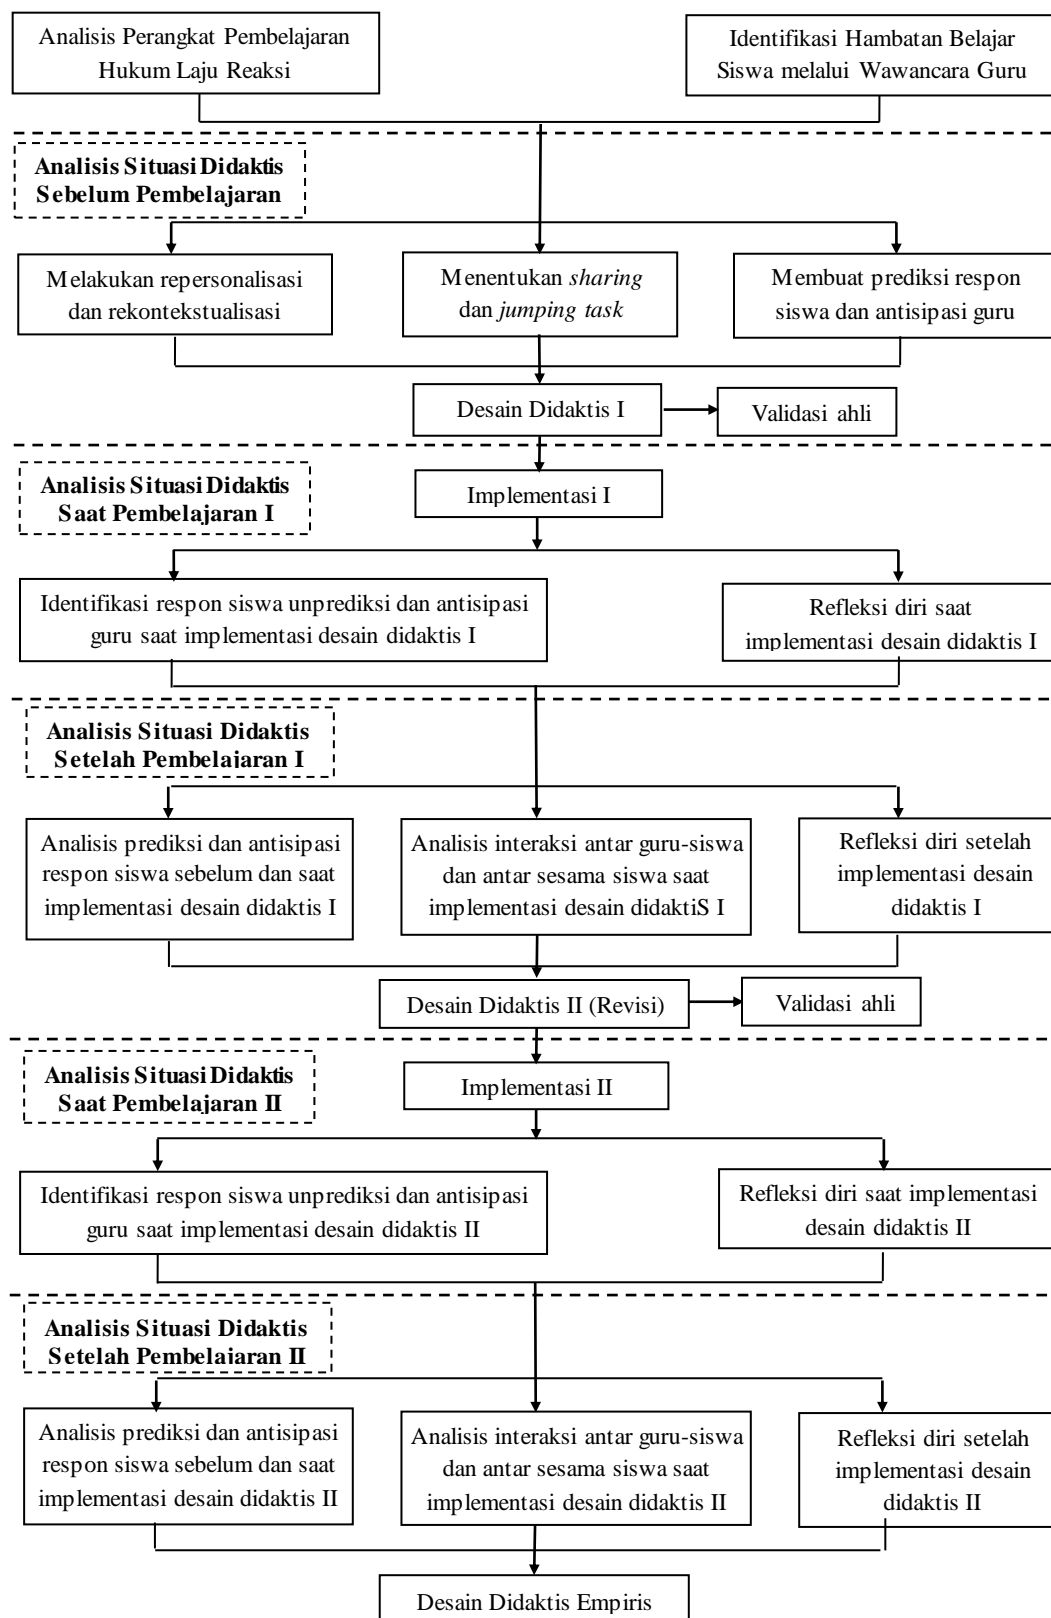 Analisis Perangkat Pembelajaran
Hukum Laju Reaksi
Identifikasi Hambatan Belajar
Siswa melalui Wawancara Guru
Analisis Situasi Didaktis
Sebelum Pembelajaran
Melakukan repersonalisasi
dan rekontekstualisasi
Menentukan sharing
dan jumping task
Membuat prediksi respon
siswa dan antisipasi guru
Desain Didaktis I
Validasi ahli
Analisis Situasi Didaktis
Saat Pembelajaran I
Implementasi I
Identifikasi respon siswa unprediksi dan antisipasi
guru saat implementasi desain didaktis I
Refleksi diri saat
implementasi desain didaktis I
Analisis Situasi Didaktis
Setelah Pembelajaran I
Analisis prediksi dan antisipasi
respon siswa sebelum dan saat
implementasi desain didaktis I
Analisis interaksi antar guru-siswa
dan antar sesama siswa saat
implementasi desain didaktiS I
Refleksi diri setelah
implementasi desain
didaktis I
Desain Didaktis II (Revisi)
Validasi ahli
Analisis Situasi Didaktis
Saat Pembelajaran II
Implementasi II
Identifikasi respon siswa unprediksi dan antisipasi
guru saat implementasi desain didaktis II
Refleksi diri saat implementasi
desain didaktis II
Analisis Situasi Didaktis
Setelah Pembelajaran II
Analisis prediksi dan antisipasi
respon siswa sebelum dan saat
implementasi desain didaktis II
Analisis interaksi antar guru-siswa
dan antar sesama siswa saat
implementasi desain didaktis II
Refleksi diri setelah
implementasi desain
didaktis II
Desain Didaktis Empiris